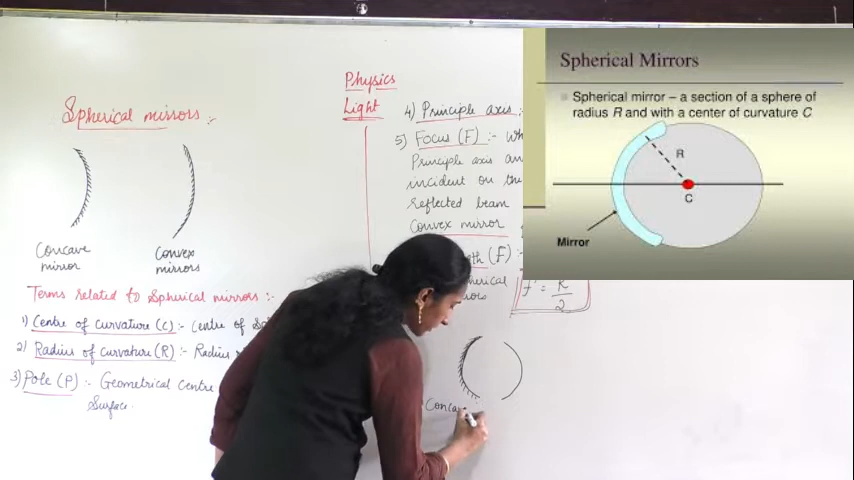 Spherical mirrors :-
Concave
mirror
Convex
mirrors
Terms related to Spherical mirrors :-
1) Centre of curvature (c) :- Centre of
2) Radius of curvature (R) :- Radius
3) Pole (P) :- Geometrical centre
Surface.
Physics
Light
4) Principle axis :-
5) Focus (F) :-
Principle axis
incident on the
reflected beam
Convex mirror
(F) :-
f = R
2
Spherical Mirrors
Spherical mirror – a section of a sphere of
radius R and with a center of curvature C
R
C
Mirror